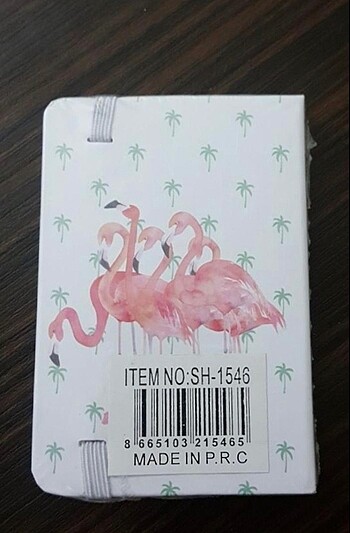 ITEM NO:SH-1546
8 665103 215465
MADE IN P.R.C